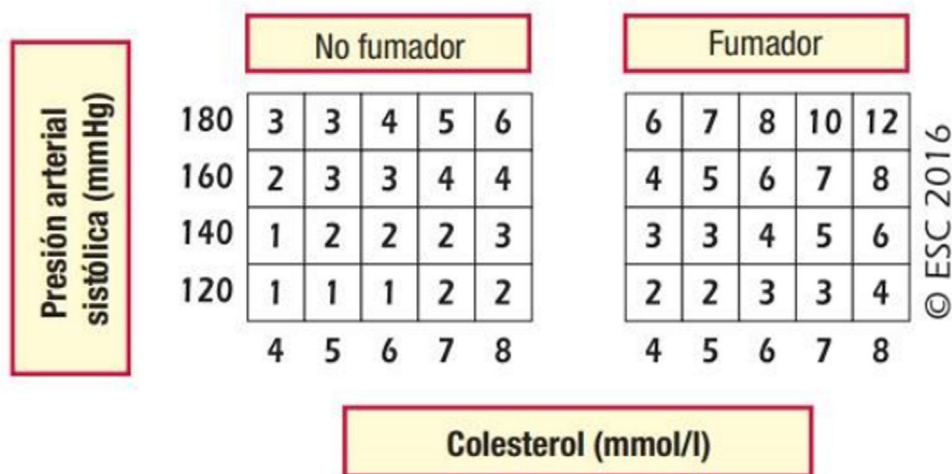 No fumador Fumador
Presión arterial
sistólica (mmHg)
180 3 3 4 5 6 6 7 8 10 12
160 2 3 3 4 4 4 5 6 7 8
140 1 2 2 2 3 3 3 4 5 6
120 1 1 1 2 2 2 2 3 3 4
4 5 6 7 8 4 5 6 7 8
Colesterol (mmol/l)
© ESC 2016